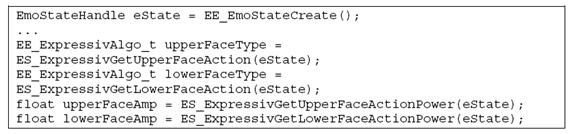 EmoStateHandle eState = EE_EmoStateCreate();
...
EE_ExpressivAlgo_t upperFaceType =
ES_ExpressivGetUpperFaceAction(eState);
EE_ExpressivAlgo_t lowerFaceType =
ES_ExpressivGetLowerFaceAction(eState);
float upperFaceAmp = ES_ExpressivGetUpperFaceActionPower(eState);
float lowerFaceAmp = ES_ExpressivGetLowerFaceActionPower(eState);